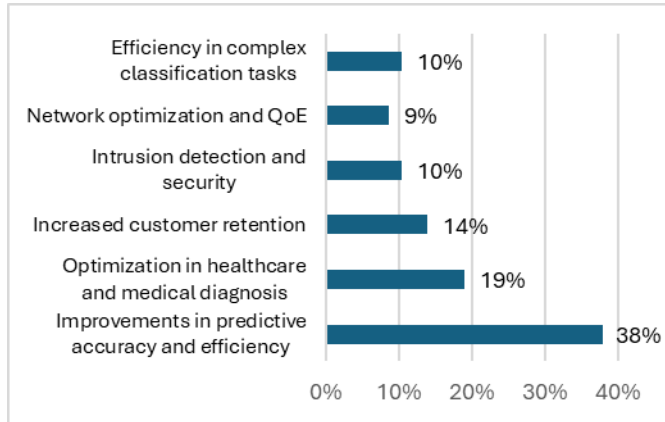 Efficiency in complex
classification tasks
10%
Network optimization and QoE
9%
Intrusion detection and
security
10%
Increased customer retention
14%
Optimization in healthcare
and medical diagnosis
19%
Improvements in predictive
accuracy and efficiency
38%
0% 10% 20% 30% 40%